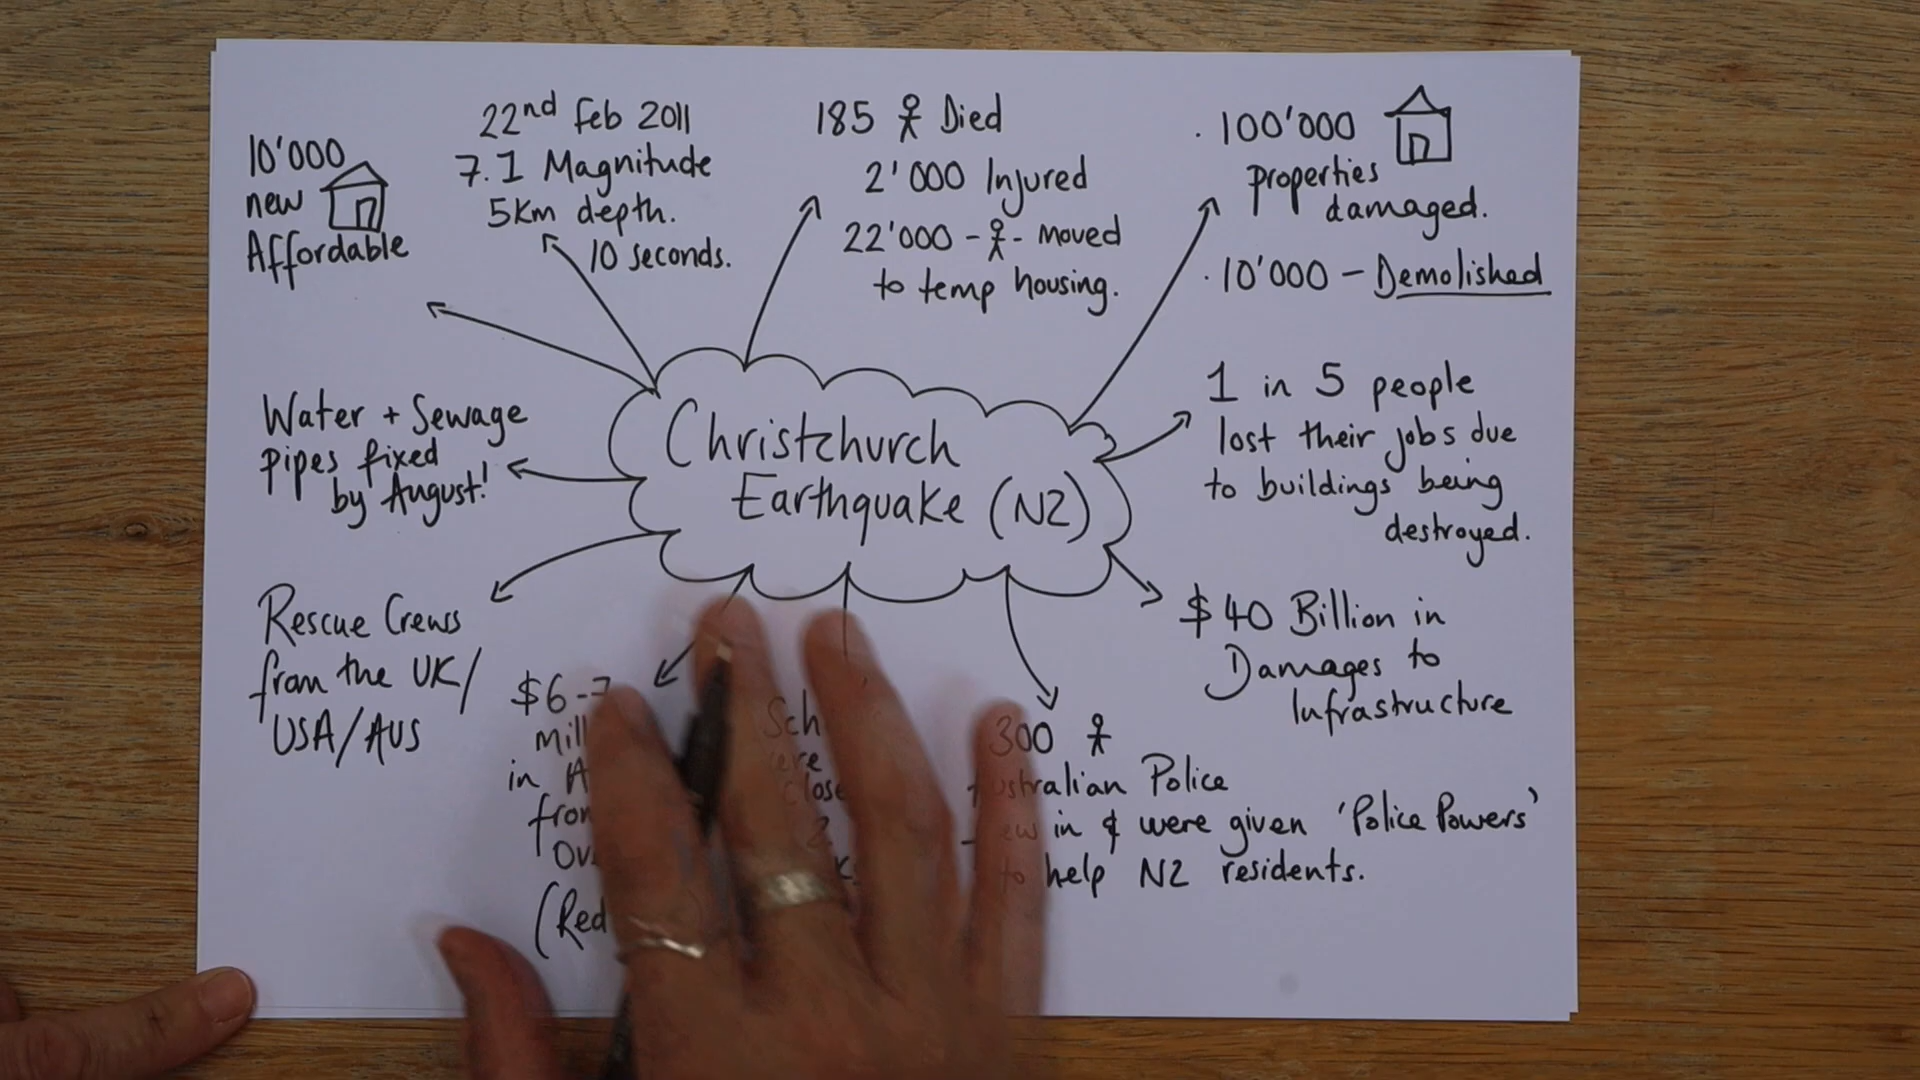 Christchurch
Earthquake (NZ)
10'000
new
Affordable
22nd Feb 2011
7.1 Magnitude
5km depth.
10 seconds.
185 Died
2'000 Injured
22'000 - - moved
to temp housing.
· 100'000
properties
damaged.
· 10'000 - Demolished
1 in 5 people
lost their jobs due
to buildings being
destroyed.
$40 Billion in
Damages to
Infrastructure
300
Australian Police
in & were given 'Police Powers'
to help NZ residents.
$6-7
in
(Red
Rescue Crews
from the UK/
USA/AUS
Water + Sewage
pipes fixed
by August!